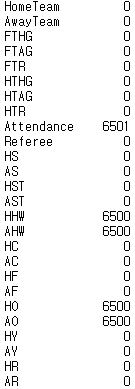 HomeTeam 0
AwayTeam 0
FTHG 0
FTAG 0
FTR 0
HTHG 0
HTAG 0
HTR 0
Attendance 6501
Referee 0
HS 0
AS 0
HST 0
AST 0
HHW 6500
AHW 6500
HC 0
AC 0
HF 0
AF 0
HO 6500
AO 6500
HY 0
AY 0
HR 0
AR 0